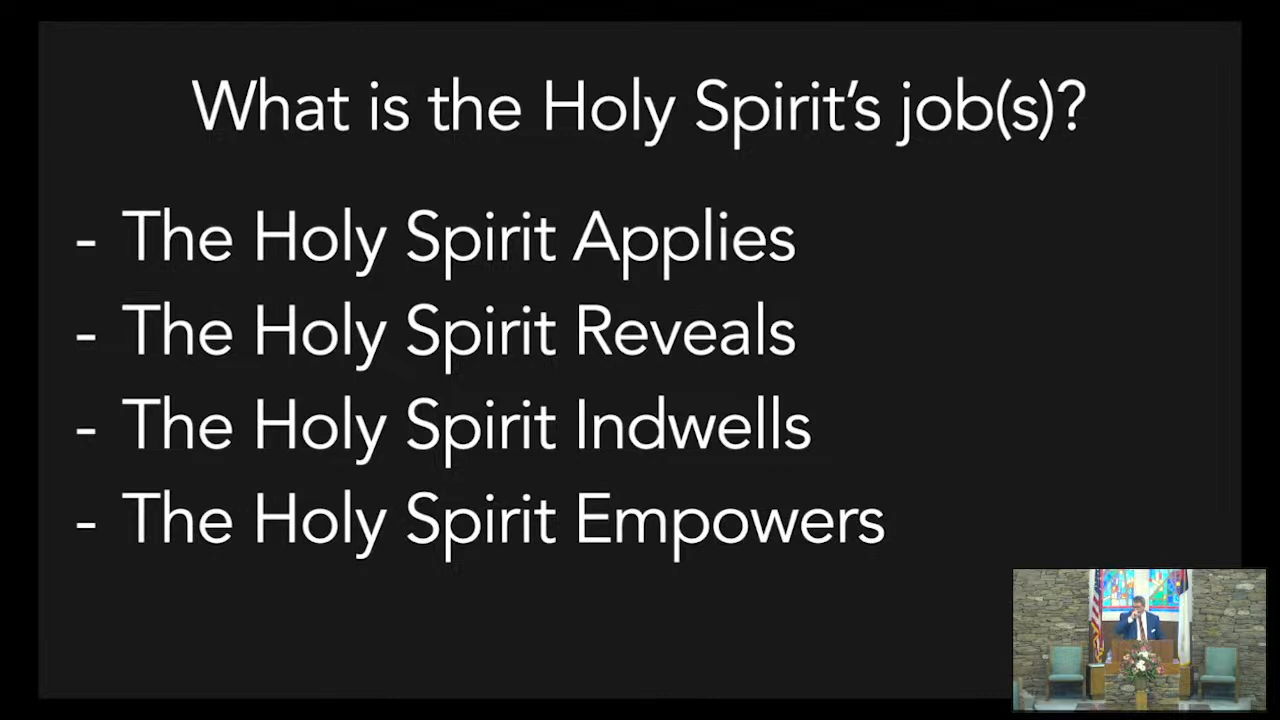 What is the Holy Spirit’s job(s)?
- The Holy Spirit Applies
- The Holy Spirit Reveals
- The Holy Spirit Indwells
- The Holy Spirit Empowers